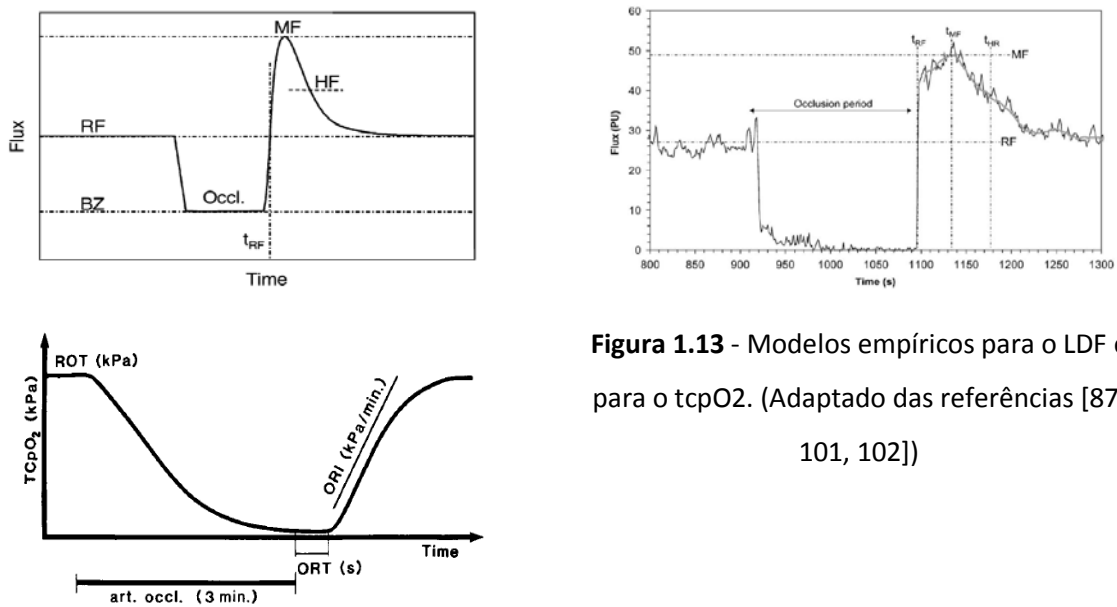 MF
HF
RF
BZ
Occl.
tRF
Flux
Time
60
50
40
30
20
10
0
Flux (PU)
tRF tMF tHR
MF
Occlusion period
RF
800 850 900 950 1000 1050 1100 1150 1200 1250 1300
Time (s)
ROT (kPa)
TCpO2 (kPa)
ORI (kPa/min.)
Time
ORT (s)
art. occl. (3 min.)
Figura 1.13 - Modelos empíricos para o LDF
para o tcpO2. (Adaptado das referências [87
101, 102])